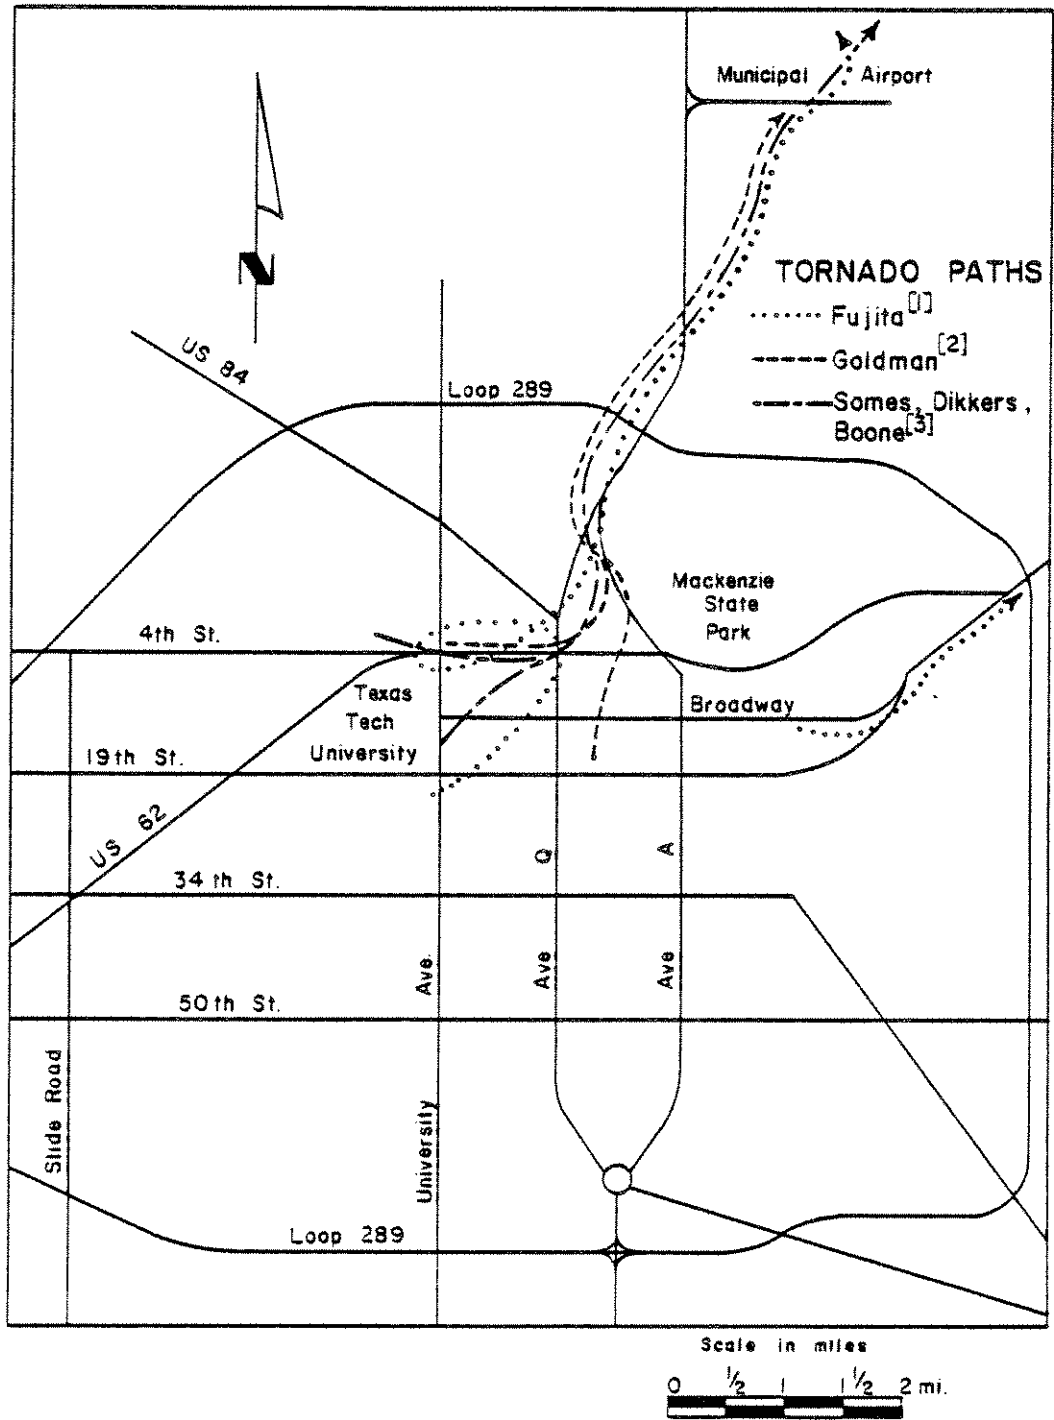 Municipal Airport
N
TORNADO PATHS
Fujita[1]
Goldman[2]
Somes, Dikkers,
Boone[3]
US 84
Loop 289
Mackenzie
State
Park
4th St.
Texas
Tech
University
Broadway
19th St.
US 62
Q
A
34th St.
Ave.
Ave
Ave
50th St.
Slide Road
University
Loop 289
Scale in miles
0 1/2 1 1 1/2 2 mi.